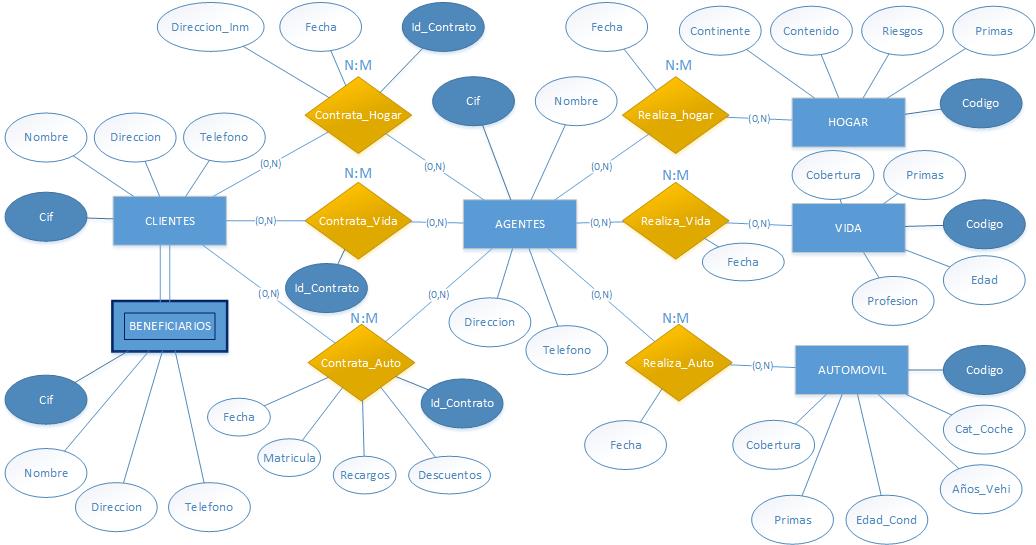 Direccion_Inm
Fecha
Id_Contrato
Fecha
Continente
Contenido
Riesgos
Primas
N:M
N:M
Cif
Nombre
Codigo
Contrata_Hogar
Realiza_hogar
(0,N)
HOGAR
Nombre
Direccion
Telefono
(0,N)
(0,N)
(0,N)
N:M
N:M
Cobertura
Primas
Cif
CLIENTES
(0,N)
Contrata_Vida
(0,N)
AGENTES
(0,N)
Realiza_Vida
(0,N)
VIDA
Codigo
Fecha
Id_Contrato
(0,N)
(0,N)
(0,N)
Edad
Profesion
BENEFICIARIOS
N:M
Direccion
N:M
Telefono
Contrata_Auto
Realiza_Auto
(0,N)
AUTOMOVIL
Codigo
Cif
Id_Contrato
Fecha
Cat_Coche
Matricula
Fecha
Cobertura
Nombre
Recargos
Descuentos
Años_Vehi
Direccion
Telefono
Primas
Edad_Cond